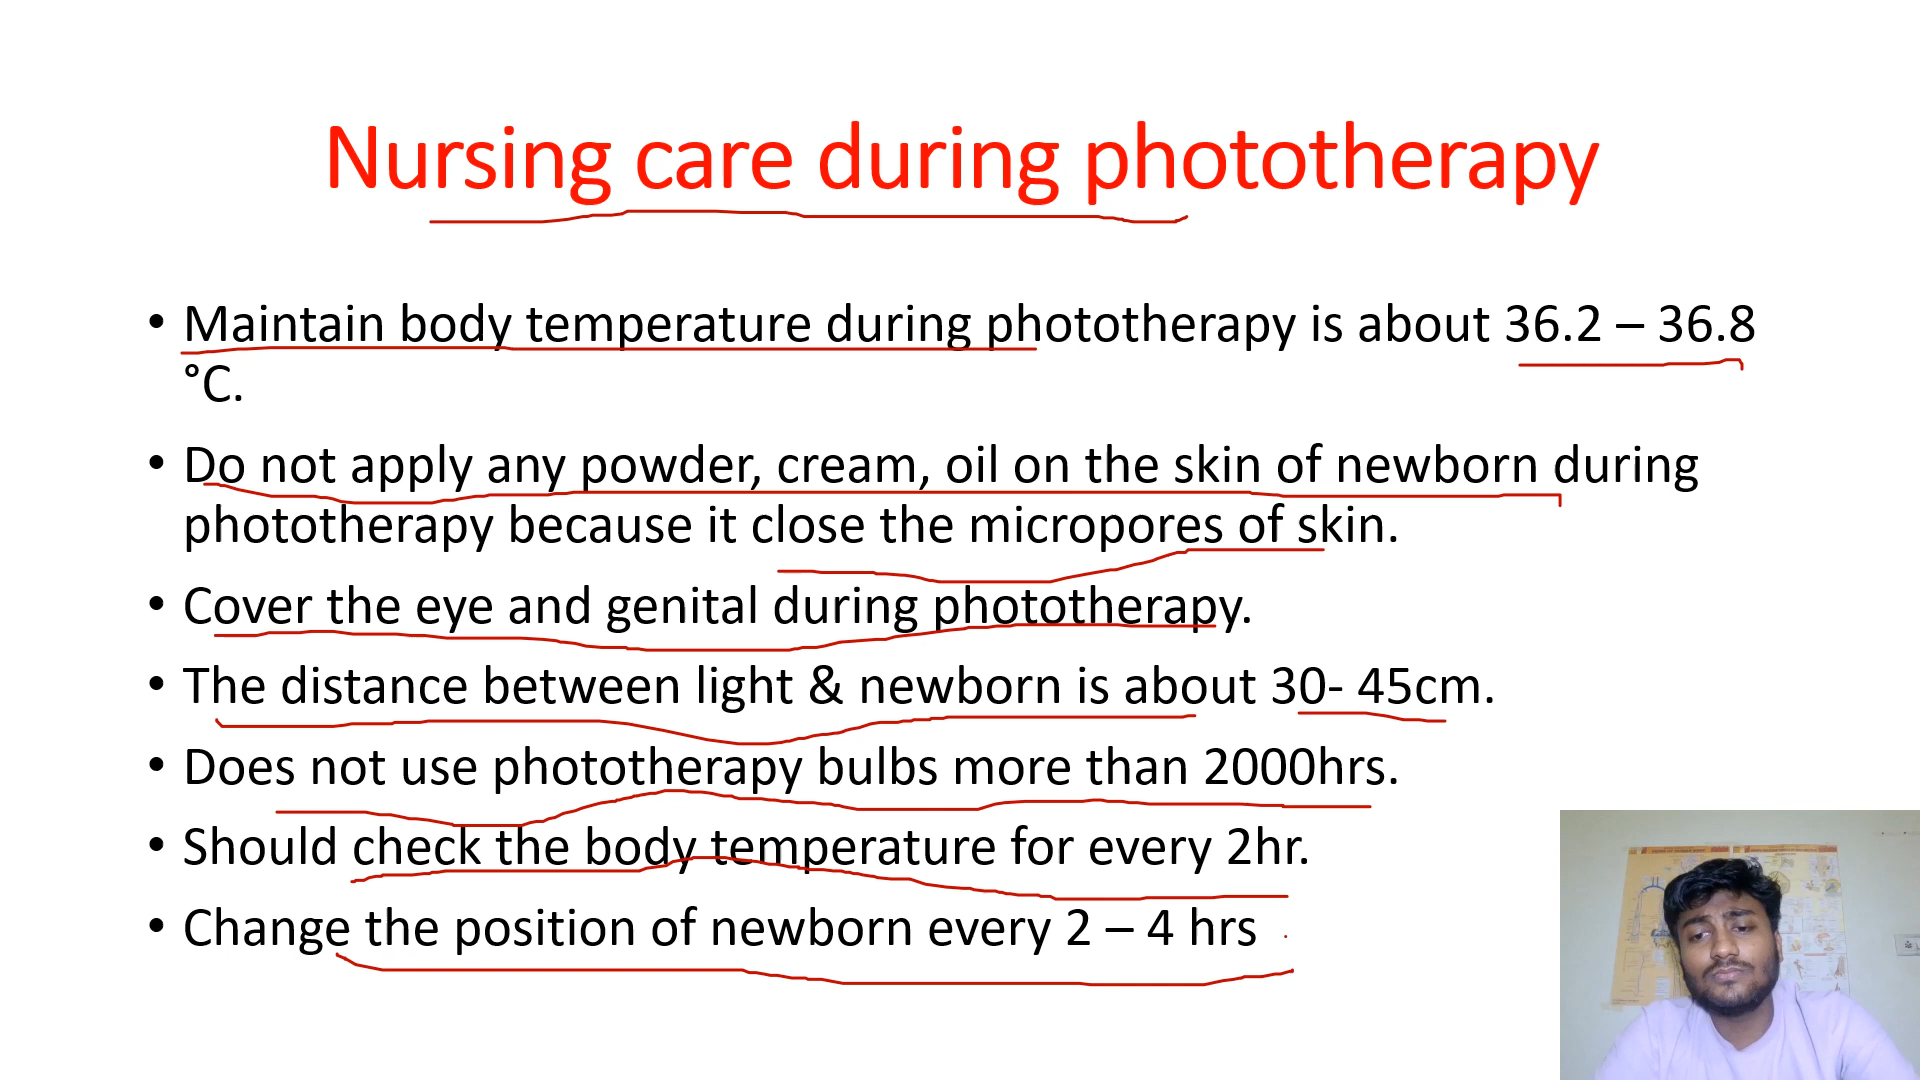 Nursing care during phototherapy
• Maintain body temperature during phototherapy is about 36.2 – 36.8
°C.
• Do not apply any powder, cream, oil on the skin of newborn during
phototherapy because it close the micropores of skin.
• Cover the eye and genital during phototherapy.
• The distance between light & newborn is about 30- 45cm.
• Does not use phototherapy bulbs more than 2000hrs.
• Should check the body temperature for every 2hr.
• Change the position of newborn every 2 – 4 hrs